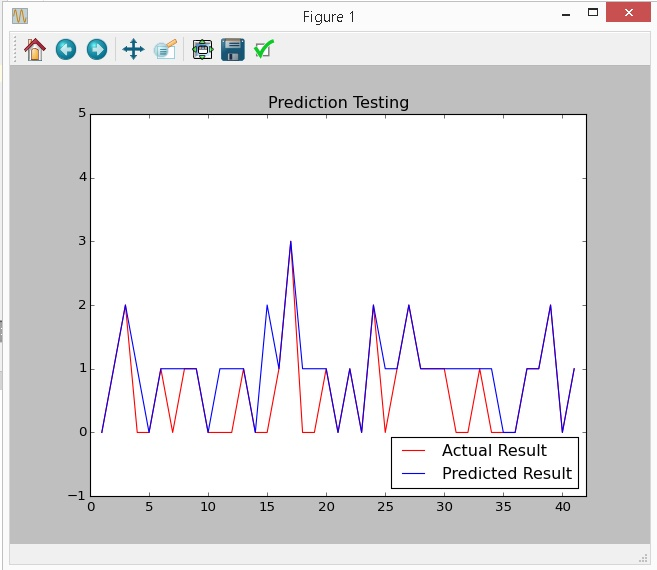 Figure 1
Prediction Testing
5
4
3
2
1
0
−1
0 5 10 15 20 25 30 35 40
Actual Result
Predicted Result